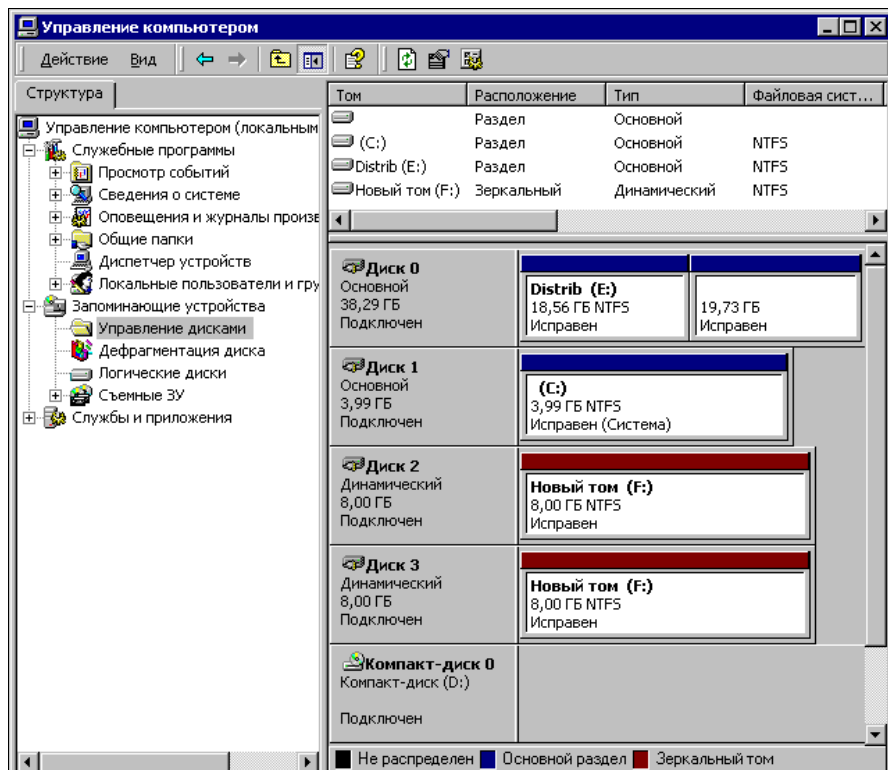 Управление компьютером
Действие Вид
Структура
Управление компьютером (локальным
Служебные программы
Просмотр событий
Сведения о системе
Оповещения и журналы произв
Общие папки
Диспетчер устройств
Локальные пользователи и гру
Запоминающие устройства
Управление дисками
Дефрагментация диска
Логические диски
Съемные ЗУ
Службы и приложения
Том Расположение Тип Файловая сист...
Раздел Основной
(C:) Раздел Основной NTFS
Distrib (E:) Раздел Основной NTFS
Новый том (F:) Зеркальный Динамический NTFS
Диск 0
Основной
38,29 ГБ
Подключен
Distrib (E:)
18,56 ГБ NTFS
Исправен
19,73 ГБ
Исправен
Диск 1
Основной
3,99 ГБ
Подключен
(C:)
3,99 ГБ NTFS
Исправен (Система)
Диск 2
Динамический
8,00 ГБ
Подключен
Новый том (F:)
8,00 ГБ NTFS
Исправен
Диск 3
Динамический
8,00 ГБ
Подключен
Новый том (F:)
8,00 ГБ NTFS
Исправен
Компакт-диск 0
Компакт-диск (D:)
Подключен
Не распределен Основной раздел Зеркальный том